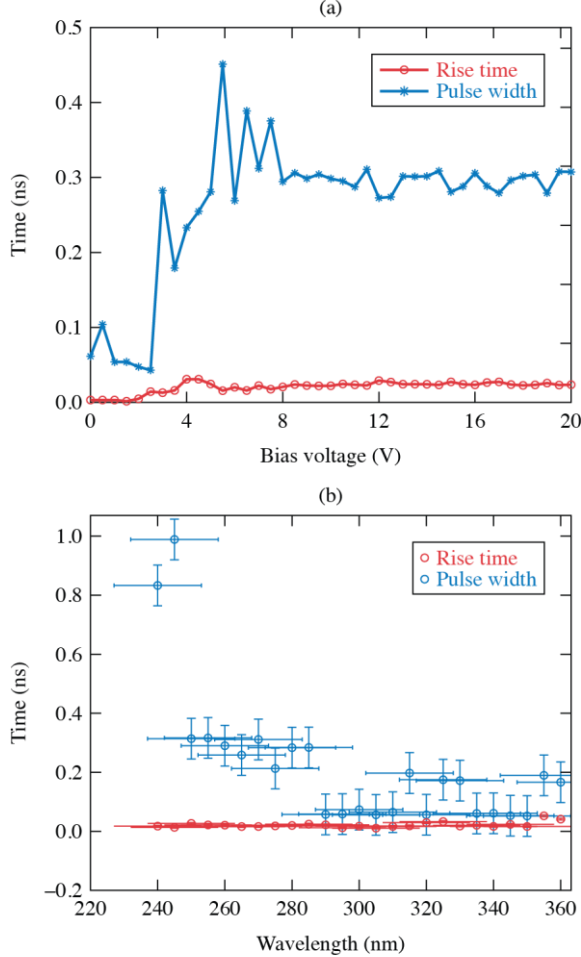 (a)
0.5
0.4
0.3
0.2
0.1
0.0
Time (ns)
Rise time
Pulse width
0 4 8 12 16 20
Bias voltage (V)
(b)
1.0
0.8
0.6
0.4
0.2
0.0
−0.2
Time (ns)
Rise time
Pulse width
220 240 260 280 300 320 340 360
Wavelength (nm)